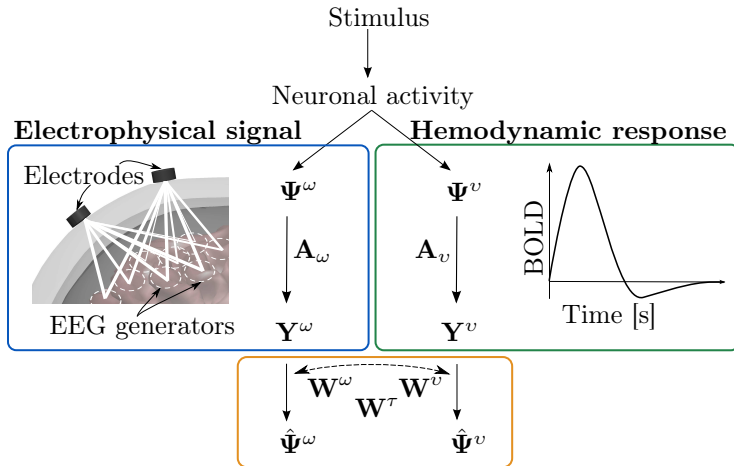 Stimulus
Neuronal activity
Electrophysical signal
Hemodynamic response
Electrodes
EEG generators
𝚿^ω
A_ω
Y^ω
𝚿^υ
A_υ
Y^υ
BOLD
Time [s]
W^ω W^υ
W^τ
𝚿̂^ω
𝚿̂^υ